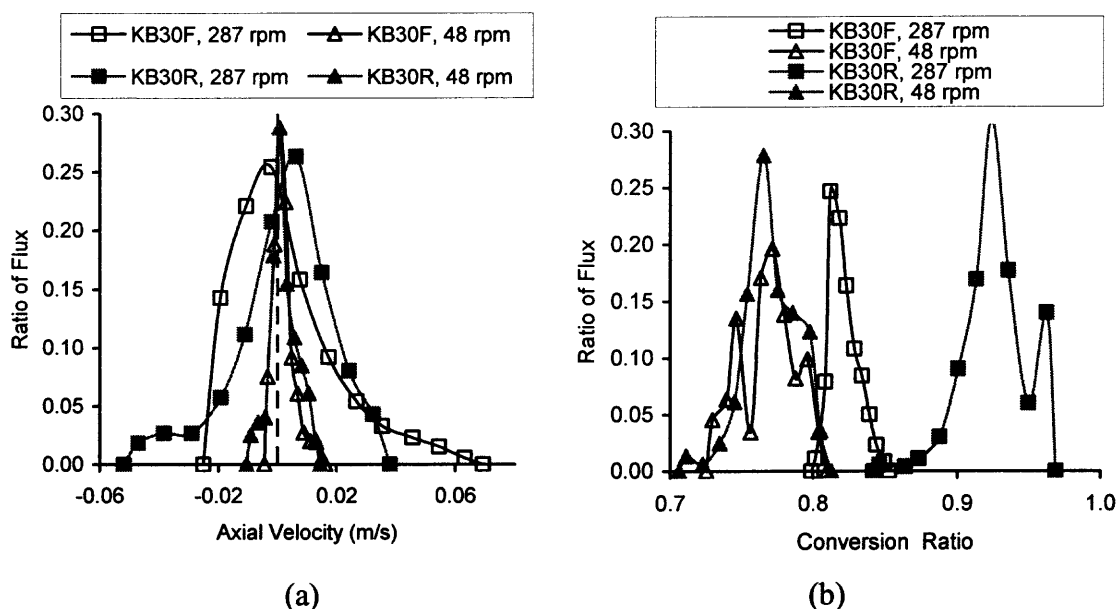 KB30F, 287 rpm
KB30F, 48 rpm
KB30R, 287 rpm
KB30R, 48 rpm
0.30
0.25
0.20
0.15
0.10
0.05
0.00
Ratio of Flux
-0.06
-0.02
0.02
0.06
Axial Velocity (m/s)
(a)
KB30F, 287 rpm
KB30F, 48 rpm
KB30R, 287 rpm
KB30R, 48 rpm
0.30
0.25
0.20
0.15
0.10
0.05
0.00
Ratio of Flux
0.7
0.8
0.9
1.0
Conversion Ratio
(b)